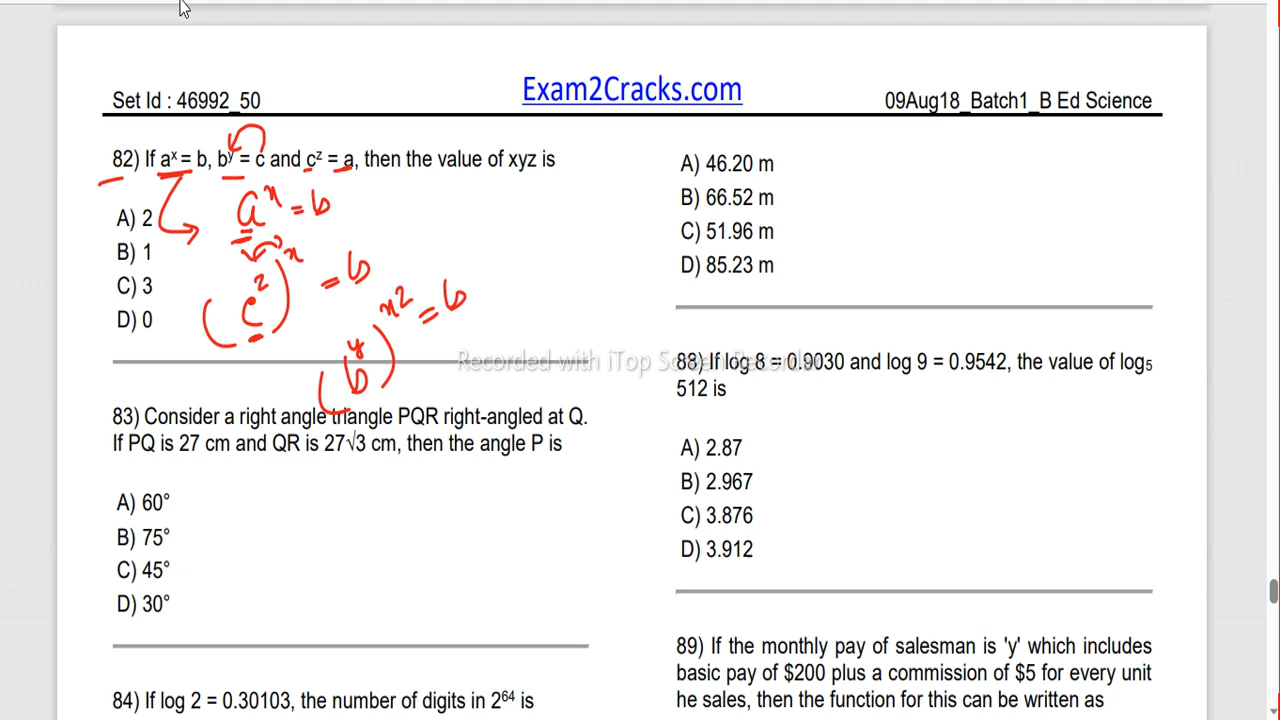 Exam2Cracks.com
Set Id : 46992_50
09Aug18_Batch1_B Ed Science
82) If aˣ = b, bʸ = c and cᶻ = a, then the value of xyz is
A) 2
B) 1
C) 3
D) 0
aˣ = b
(c²)ˣ = b
(bʸ)ˣ² = b
83) Consider a right angle triangle PQR right-angled at Q.
If PQ is 27 cm and QR is 27√3 cm, then the angle P is
A) 60°
B) 75°
C) 45°
D) 30°
84) If log 2 = 0.30103, the number of digits in 2⁶⁴ is
A) 46.20 m
B) 66.52 m
C) 51.96 m
D) 85.23 m
Recorded with iTop Screen Recorder
88) If log 8 = 0.9030 and log 9 = 0.9542, the value of log₅
512 is
A) 2.87
B) 2.967
C) 3.876
D) 3.912
89) If the monthly pay of salesman is 'y' which includes
basic pay of $200 plus a commission of $5 for every unit
he sales, then the function for this can be written as